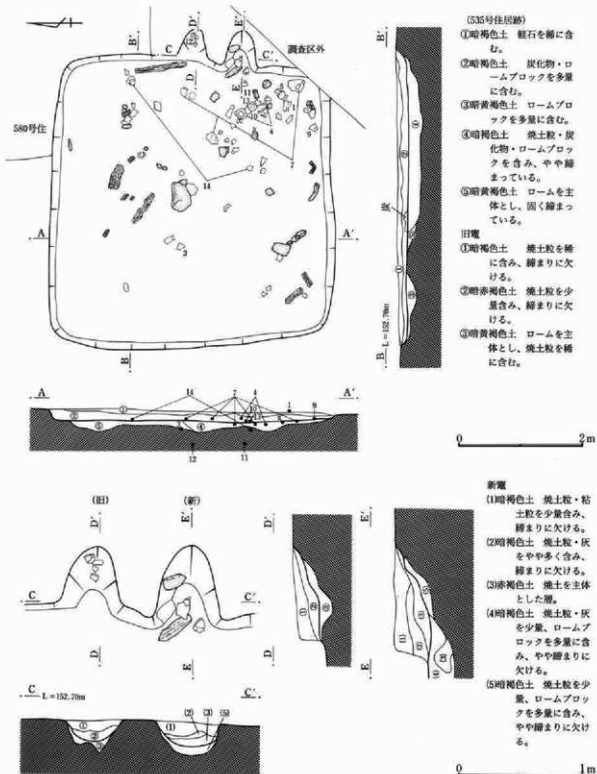 (535号住居跡)
①暗褐色土　軽石を稀に含
む。
②暗褐色土　炭化物・ロ
ームブロックを多量
に含む。
③暗黄褐色土　ロームブロ
ックを多量に含む。
④暗褐色土　焼土粒・炭
化物・ロームブロッ
クを含み、やや締
まっている。
⑤暗黄褐色土　ロームを主
体とし、固く締まっ
ている。
旧竃
①暗褐色土　焼土粒を稀
に含み、締まりに欠
ける。
②暗赤褐色土　焼土粒を少
量含み、締まりに欠
ける。
③暗黄褐色土　ロームを主
体とし、焼土粒を稀
に含む。
0　2m
調査区外
580号住
D'
E'
B'
C
C'
D
E
11
6
9
4
7
14
3
A
A'
B
B'
炭
B　L=152.70m
A
A'
14
7
4
1
9
①
②
⑤
④
12
11
(旧)
(新)
D'
E'
C
C'
D
E
C　L=152.70m
C'
①
②
(1)
(2)
(3)
(5)
D'
D
E'
E
新竃
(1)暗褐色土　焼土粒・粘
土粒を少量含み、
締まりに欠ける。
(2)暗褐色土　焼土粒・灰
をやや多く含み、
締まりに欠ける。
(3)赤褐色土　焼土を主体
とした層。
(4)暗褐色土　焼土粒・灰
を少量、ロームブ
ロックを多量に含
み、やや締まりに
欠ける。
(5)暗褐色土　焼土粒を少
量、ロームブロッ
クを多量に含み、
やや締まりに欠け
る。
0　1m